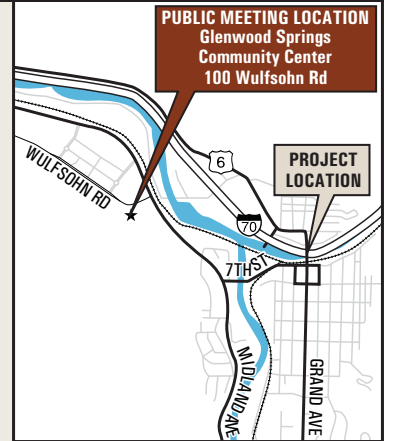 PUBLIC MEETING LOCATION
Glenwood Springs
Community Center
100 Wulfsohn Rd
WULFSOHN RD
6
PROJECT
LOCATION
70
7TH ST
MIDLAND AVE
GRAND AVE